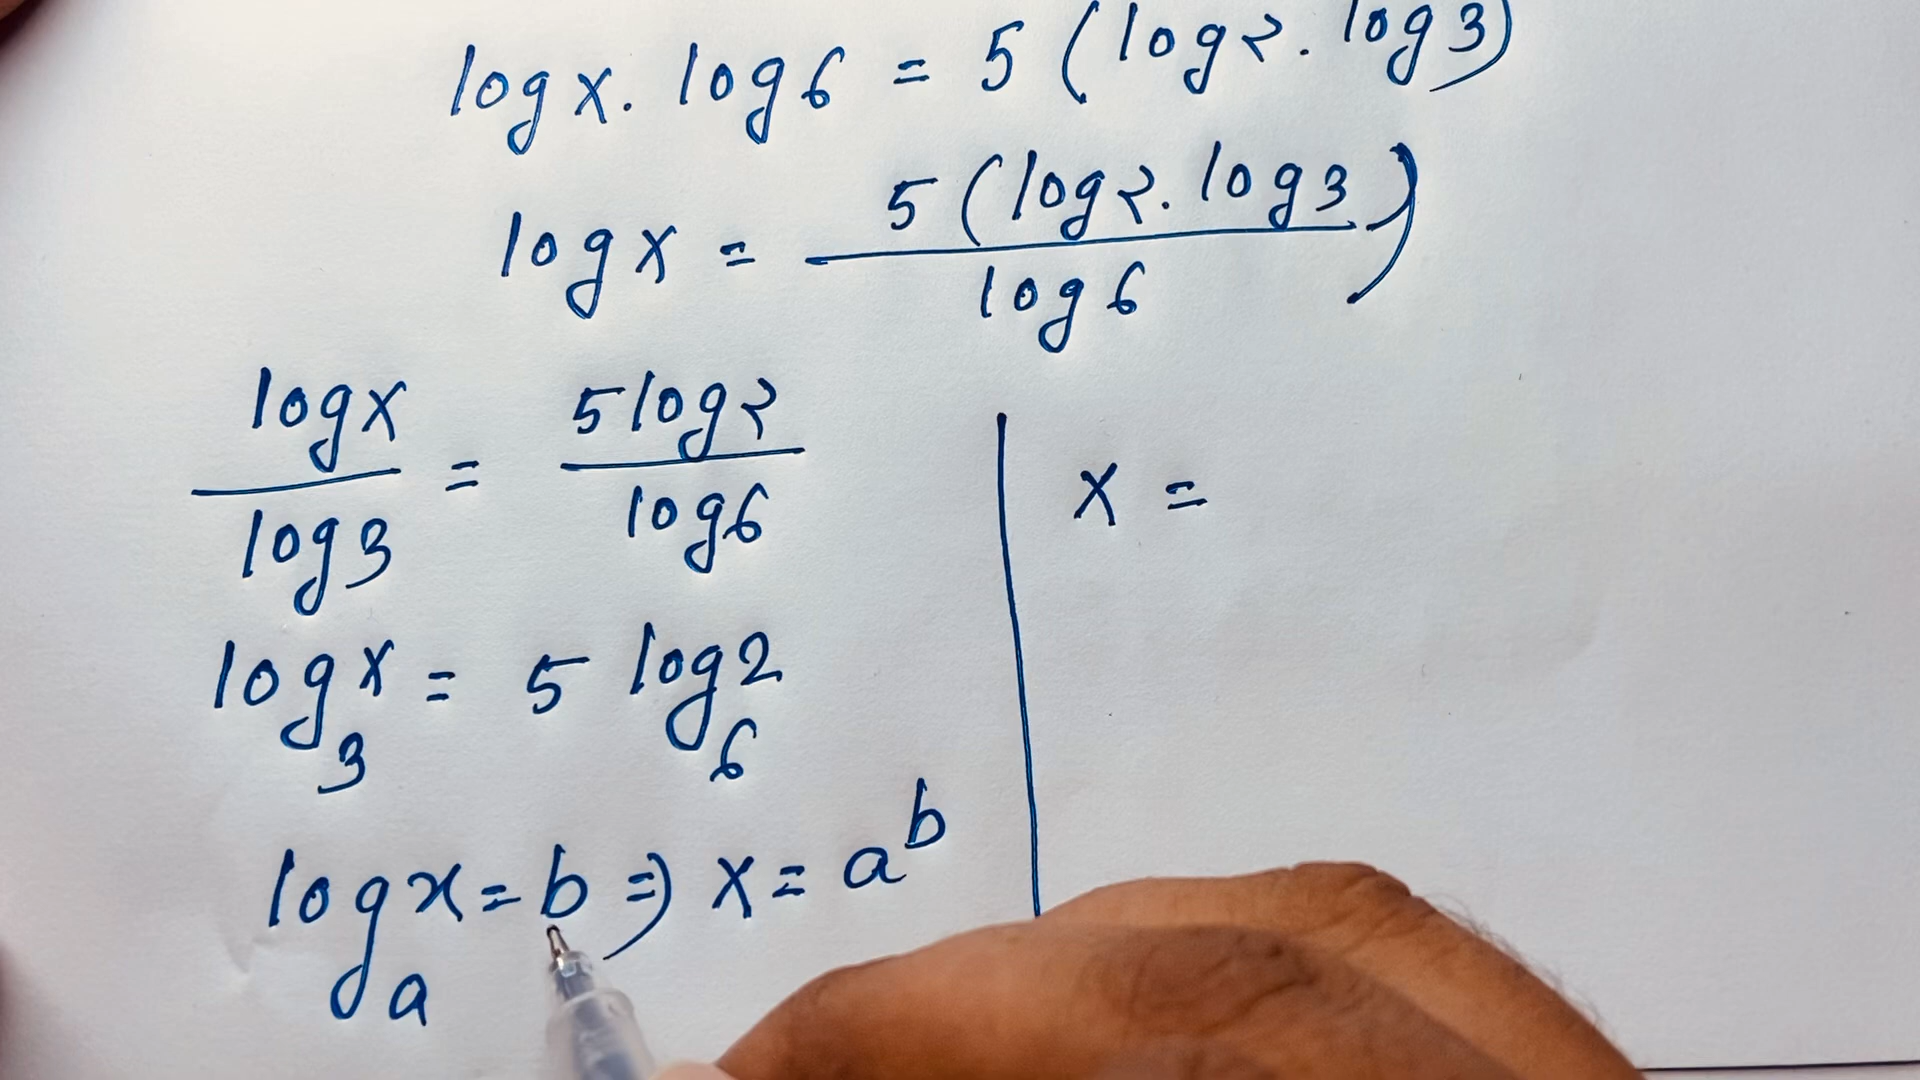 log x . log 6 = 5 ( log 2 . log 3 )
log x = 5 ( log 2 . log 3 ) / log 6
log x / log 3 = 5 log 2 / log 6
log₃ x = 5 log₆ 2
logₐ x = b ⇒ x = aᵇ
x =